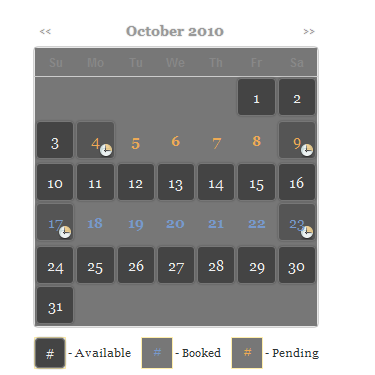 << October 2010 >>
Su Mo Tu We Th Fr Sa
1 2
3 4 5 6 7 8 9
10 11 12 13 14 15 16
17 18 19 20 21 22 23
24 25 26 27 28 29 30
31
# - Available # - Booked # - Pending